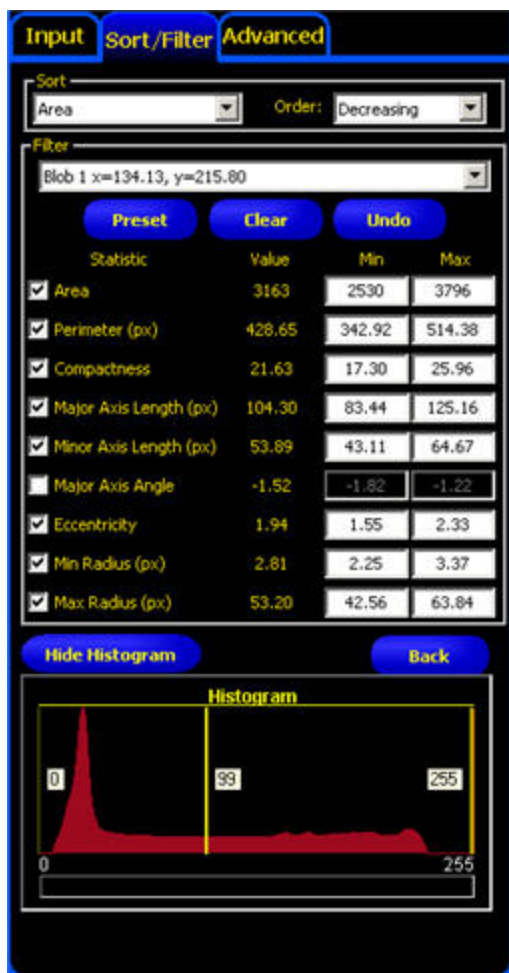 Input Sort/Filter Advanced
Sort
Area Order: Decreasing
Filter
Blob 1 x=134.13, y=215.80
Preset Clear Undo
Statistic Value Min Max
Area 3163 2530 3796
Perimeter (px) 428.65 342.92 514.38
Compactness 21.63 17.30 25.96
Major Axis Length (px) 104.30 83.44 125.16
Minor Axis Length (px) 53.89 43.11 64.67
Major Axis Angle -1.52 -1.82 -1.22
Eccentricity 1.94 1.55 2.33
Min Radius (px) 2.81 2.25 3.37
Max Radius (px) 53.20 42.56 63.84
Hide Histogram Back
Histogram
0 99 255
0 255